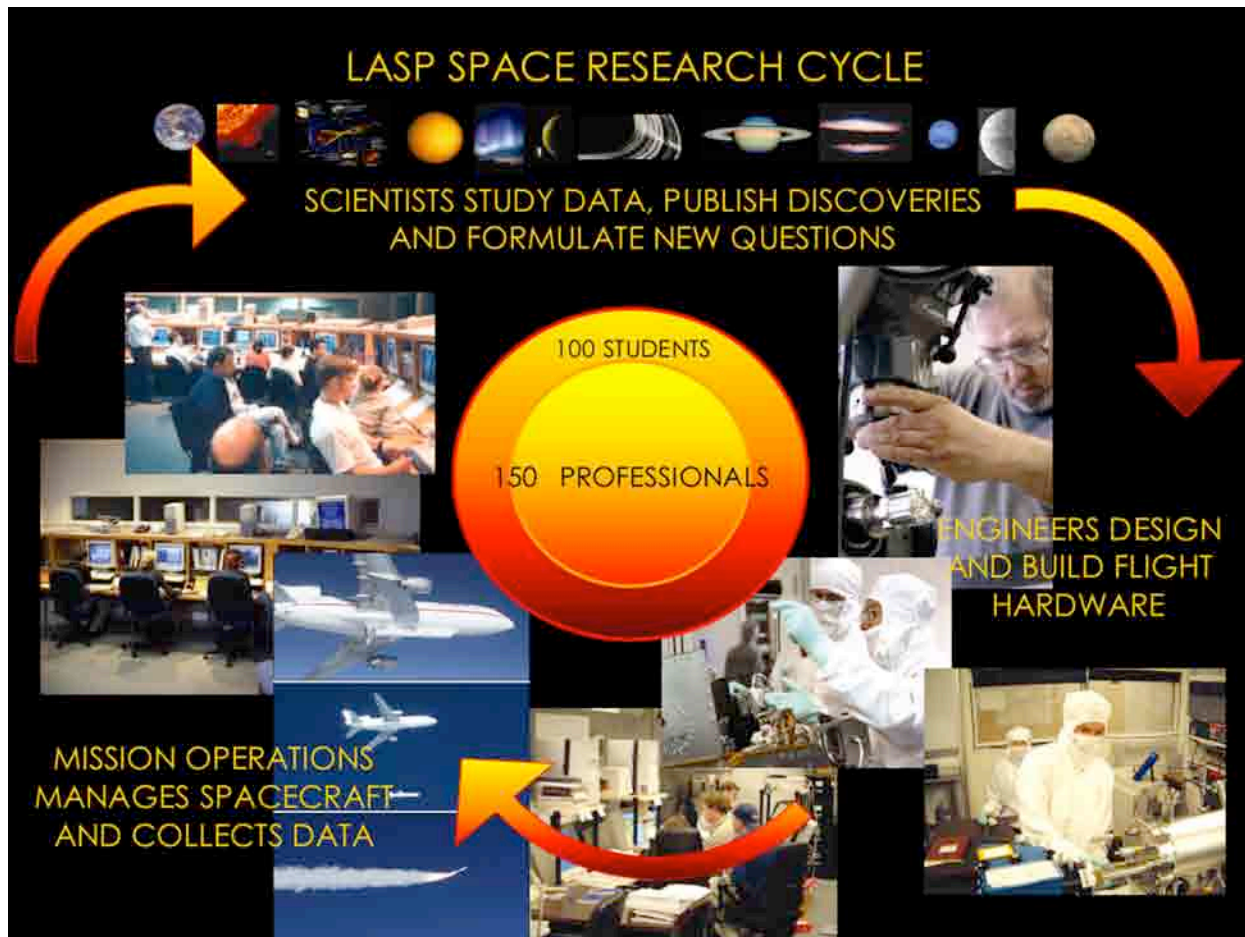 LASP SPACE RESEARCH CYCLE
SCIENTISTS STUDY DATA, PUBLISH DISCOVERIES
AND FORMULATE NEW QUESTIONS
100 STUDENTS
150 PROFESSIONALS
ENGINEERS DESIGN
AND BUILD FLIGHT
HARDWARE
MISSION OPERATIONS
MANAGES SPACECRAFT
AND COLLECTS DATA